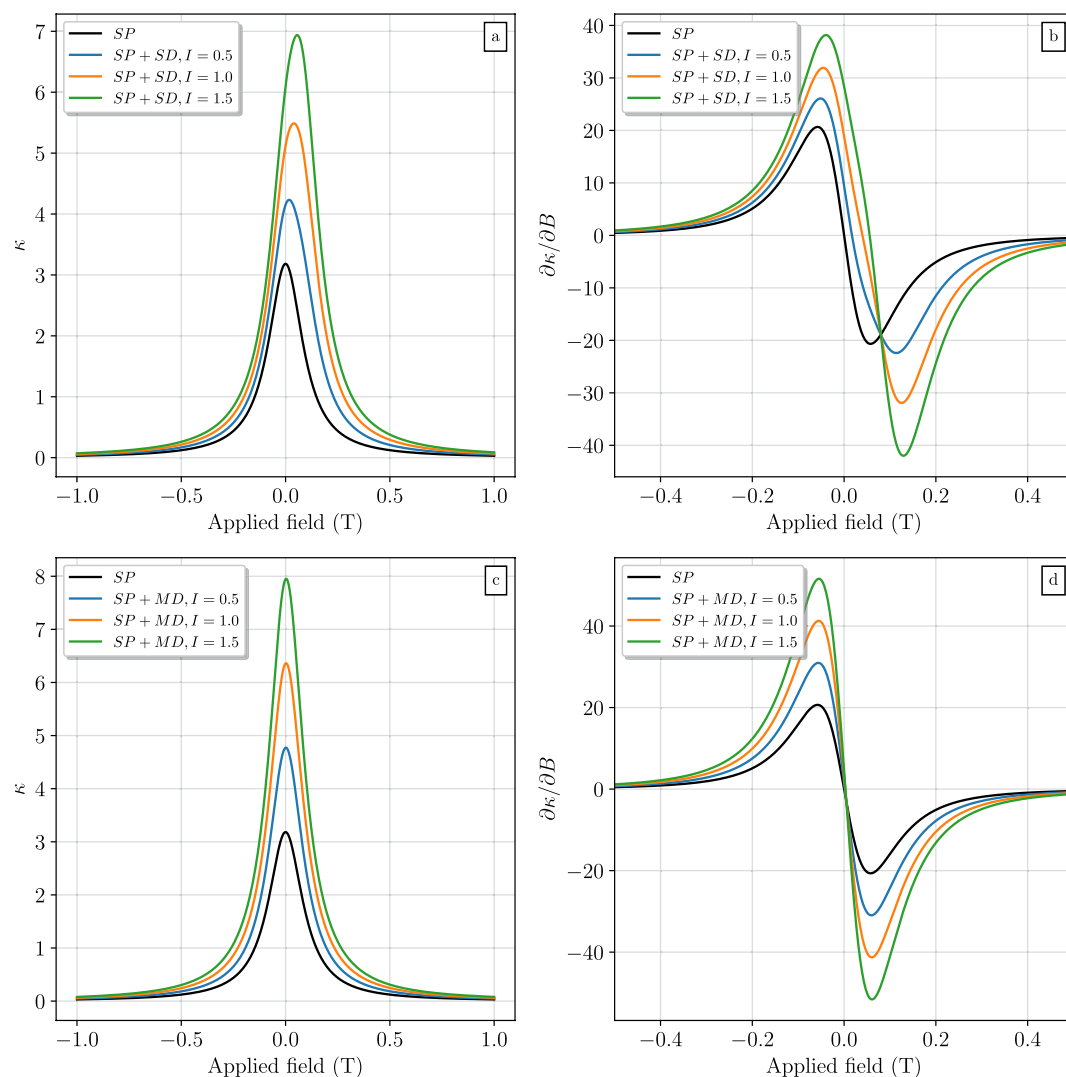 a
SP
SP + SD, I = 0.5
SP + SD, I = 1.0
SP + SD, I = 1.5
7
6
5
4
3
2
1
0
κ
−1.0 −0.5 0.0 0.5 1.0
Applied field (T)
b
SP
SP + SD, I = 0.5
SP + SD, I = 1.0
SP + SD, I = 1.5
40
30
20
10
0
−10
−20
−30
−40
∂κ/∂B
−0.4 −0.2 0.0 0.2 0.4
Applied field (T)
c
SP
SP + MD, I = 0.5
SP + MD, I = 1.0
SP + MD, I = 1.5
8
7
6
5
4
3
2
1
0
κ
−1.0 −0.5 0.0 0.5 1.0
Applied field (T)
d
SP
SP + MD, I = 0.5
SP + MD, I = 1.0
SP + MD, I = 1.5
40
20
0
−20
−40
∂κ/∂B
−0.4 −0.2 0.0 0.2 0.4
Applied field (T)